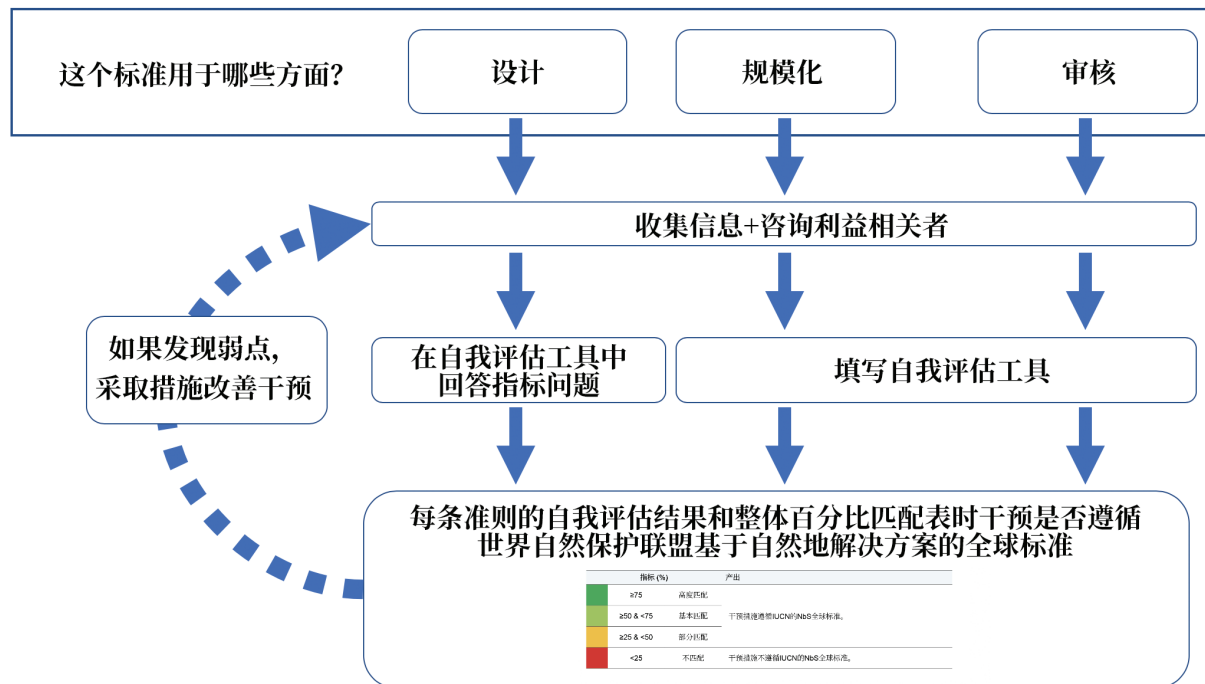 这个标准用于哪些方面?
设计
规模化
审核
收集信息+咨询利益相关者
如果发现弱点，
采取措施改善干预
在自我评估工具中
回答指标问题
填写自我评估工具
每条准则的自我评估结果和整体百分比匹配表时干预是否遵循
世界自然保护联盟基于自然地解决方案的全球标准
指标 (%) 产出
≥75 高度匹配
≥50 & <75 基本匹配 干预措施遵循IUCN的NbS全球标准。
≥25 & <50 部分匹配
<25 不匹配 干预措施不遵循IUCN的NbS全球标准。